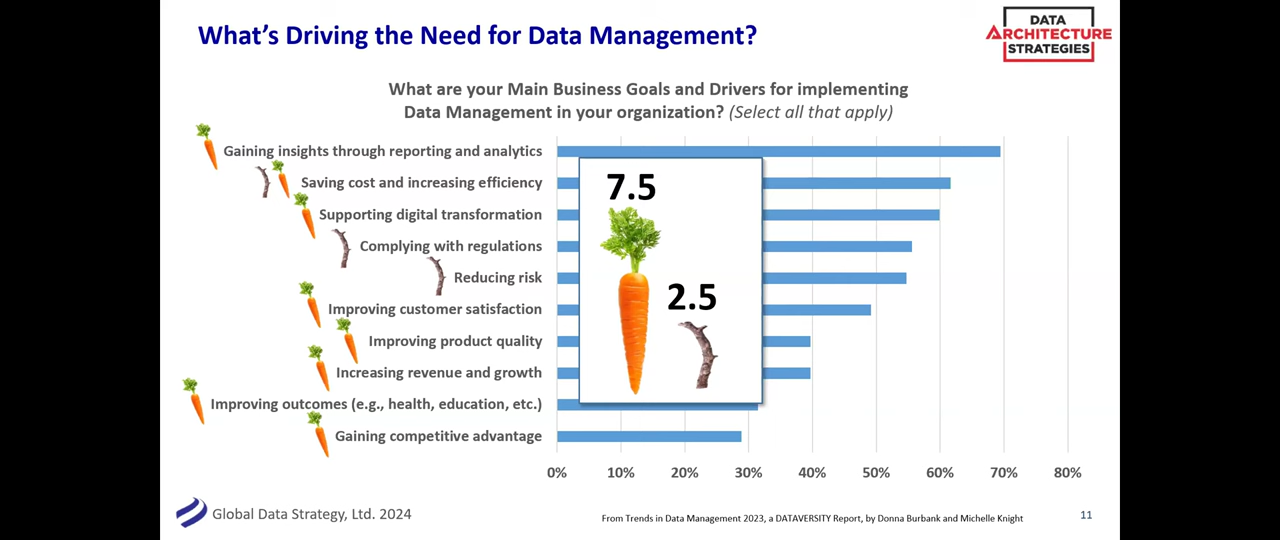 What's Driving the Need for Data Management?
DATA
ARCHITECTURE
STRATEGIES
What are your Main Business Goals and Drivers for implementing
Data Management in your organization? (Select all that apply)
Gaining insights through reporting and analytics
Saving cost and increasing efficiency
Supporting digital transformation
Complying with regulations
Reducing risk
Improving customer satisfaction
Improving product quality
Increasing revenue and growth
Improving outcomes (e.g., health, education, etc.)
Gaining competitive advantage
7.5
2.5
0% 10% 20% 30% 40% 50% 60% 70% 80%
Global Data Strategy, Ltd. 2024
From Trends in Data Management 2023, a DATAVERSITY Report, by Donna Burbank and Michelle Knight
11